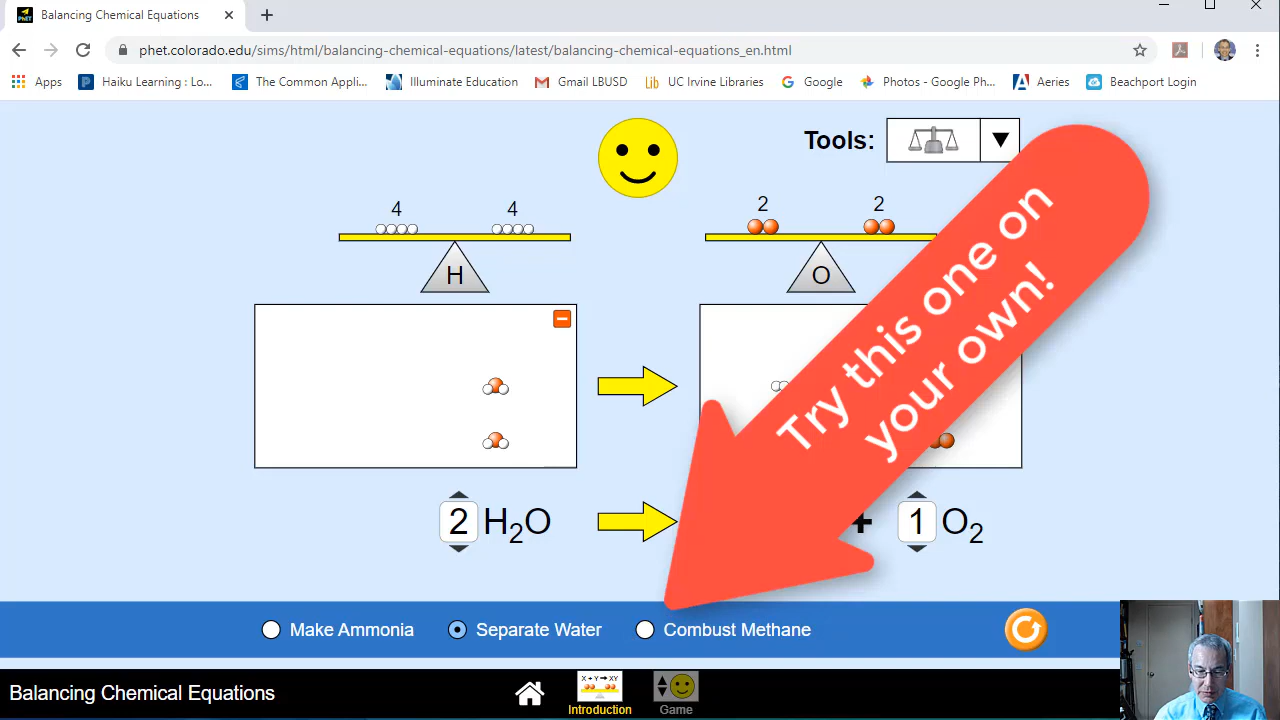 Balancing Chemical Equations
phet.colorado.edu/sims/html/balancing-chemical-equations/latest/balancing-chemical-equations_en.html
Apps Haiku Learning : Lo... The Common Appli... Illuminate Education Gmail LBUSD Lib UC Irvine Libraries Google Photos - Google Ph... Aeries Beachport Login
Tools:
4 4 2 2
H O
Try this one on
your own!
2 H2O + 1 O2
Make Ammonia Separate Water Combust Methane
Balancing Chemical Equations
X + Y → XY
Introduction Game